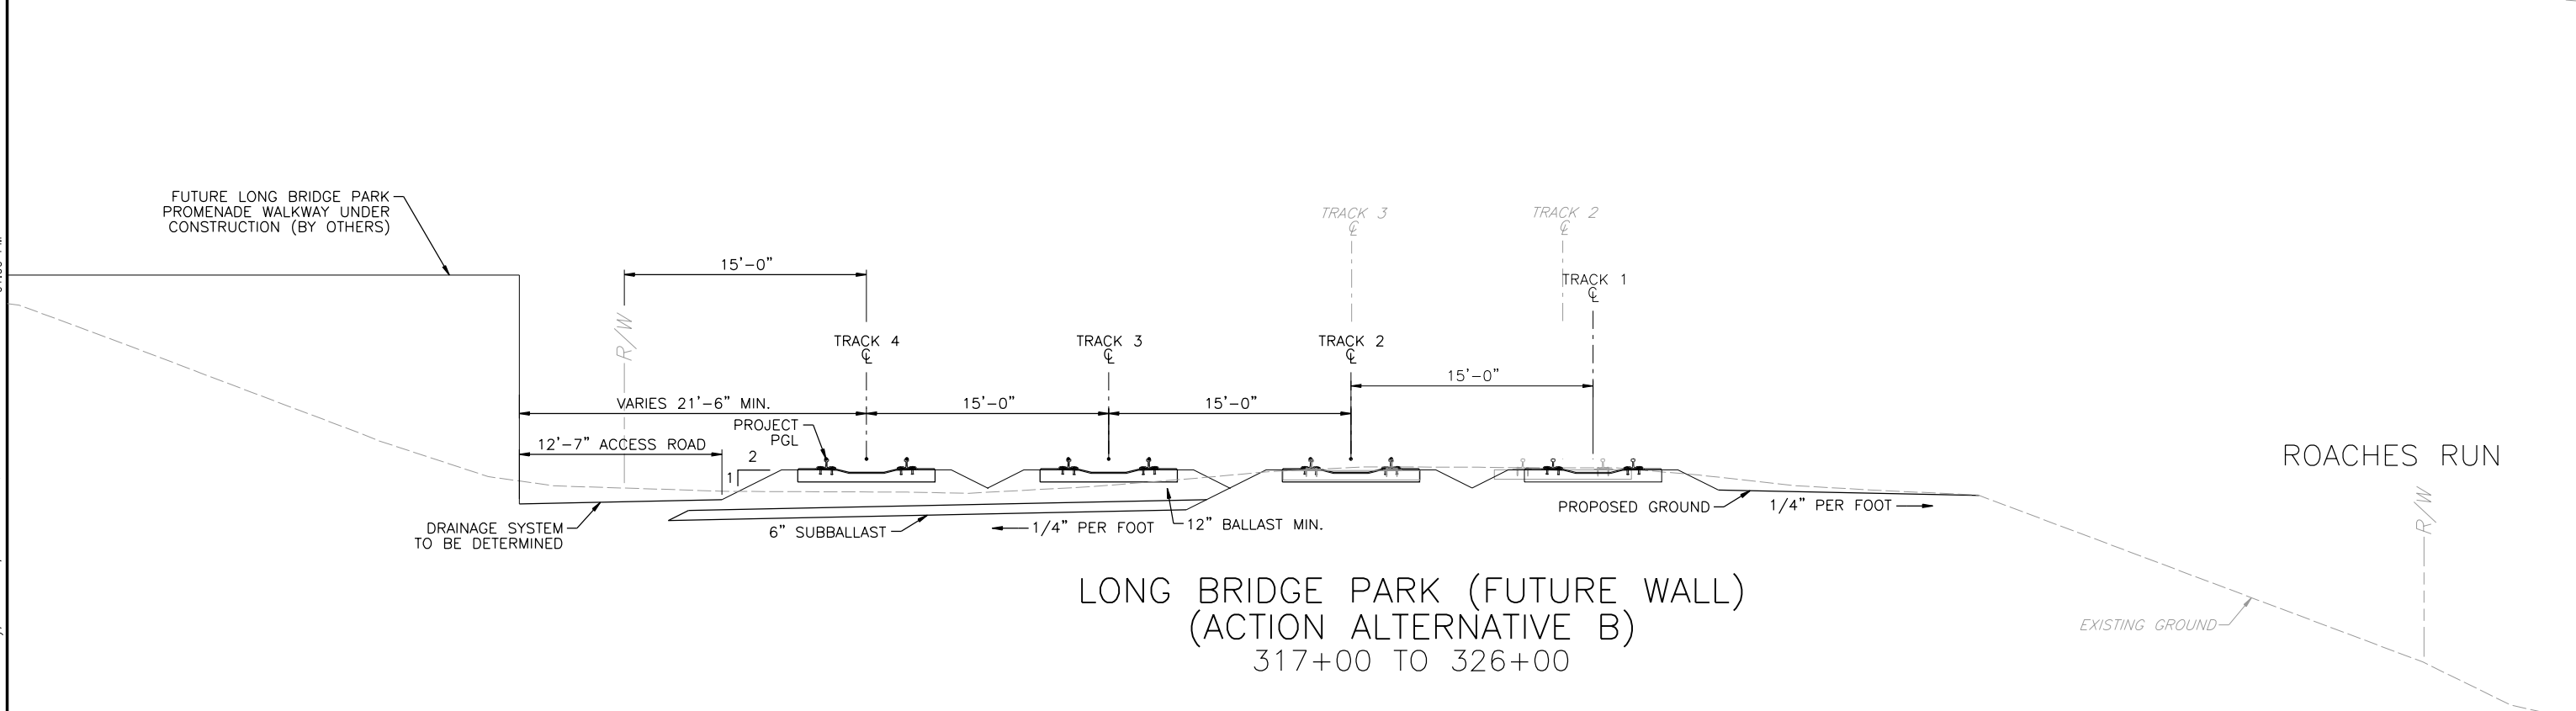 FUTURE LONG BRIDGE PARK
PROMENADE WALKWAY UNDER
CONSTRUCTION (BY OTHERS)
TRACK 3
℄
TRACK 2
℄
15'-0"
TRACK 1
℄
R/W
TRACK 4
℄
TRACK 3
℄
TRACK 2
℄
15'-0"
VARIES 21'-6" MIN.
15'-0"
15'-0"
PROJECT
PGL
12'-7" ACCESS ROAD
2
1
ROACHES RUN
R/W
DRAINAGE SYSTEM
TO BE DETERMINED
6" SUBBALLAST
1/4" PER FOOT
12" BALLAST MIN.
PROPOSED GROUND
1/4" PER FOOT
EXISTING GROUND
LONG BRIDGE PARK (FUTURE WALL)
(ACTION ALTERNATIVE B)
317+00 TO 326+00